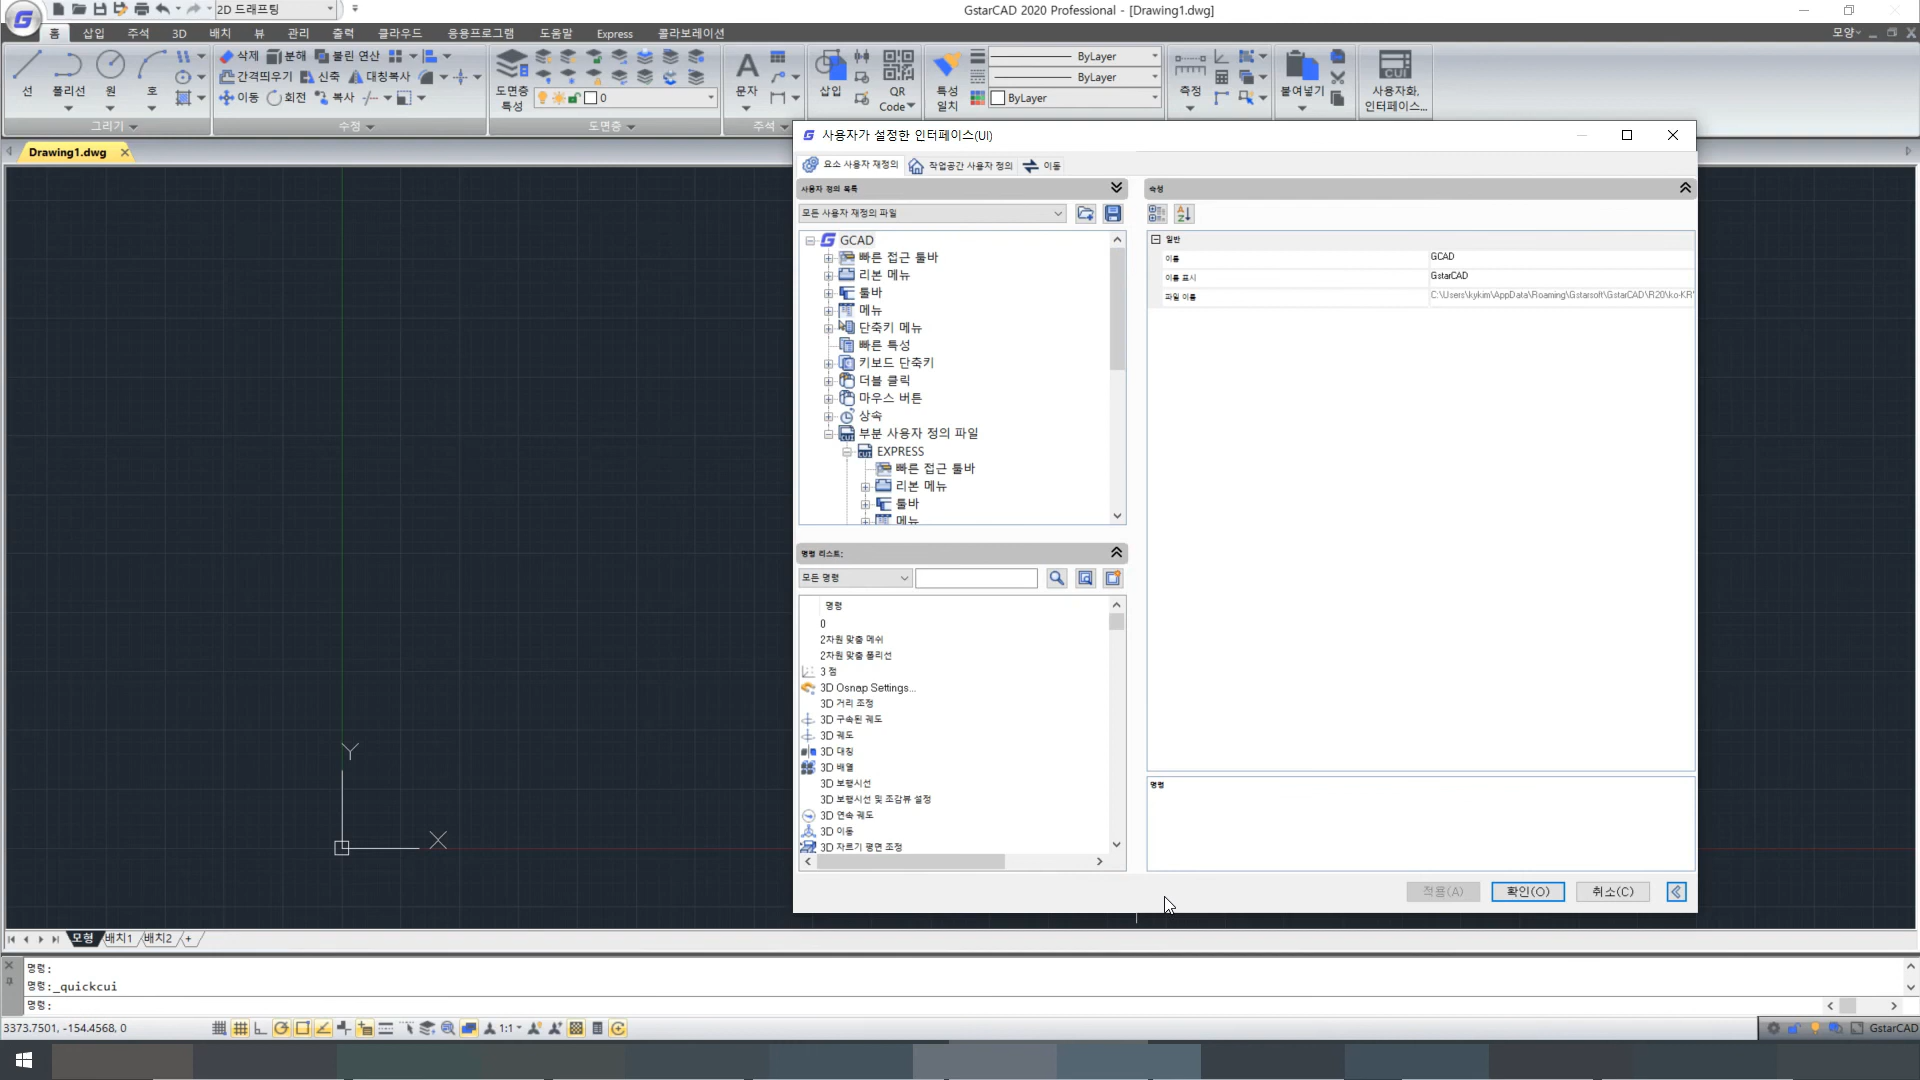 2D 드래프팅
GstarCAD 2020 Professional - [Drawing1.dwg]
홈 삽입 주석 3D 배치 뷰 관리 출력 클라우드 응용프로그램 도움말 Express 콜라보레이션 모양
선 폴리선 원 호
삭제 분해 불린 연산
간격띄우기 신축 대칭복사
이동 회전 복사
도면층
특성
0
문자
삽입
QR
Code
특성
일치
ByLayer
ByLayer
ByLayer
측정
붙여넣기
CUI
사용자화,
인터페이스...
그리기 수정 도면층 주석
Drawing1.dwg
사용자가 설정한 인터페이스(UI)
요소 사용자 재정의 작업공간 사용자 정의 이동
사용자 정의 목록
모든 사용자 재정의 파일
GCAD
빠른 접근 툴바
리본 메뉴
툴바
메뉴
단축키 메뉴
빠른 특성
키보드 단축키
더블 클릭
마우스 버튼
상속
부분 사용자 정의 파일
EXPRESS
빠른 접근 툴바
리본 메뉴
툴바
메뉴
명령 리스트:
모든 명령
명령
0
2차원 맞춤 메쉬
2차원 맞춤 폴리선
3 점
3D Osnap Settings...
3D 거리 조정
3D 구속된 궤도
3D 궤도
3D 대칭
3D 배열
3D 보행시선
3D 보행시선 및 조감뷰 설정
3D 연속 궤도
3D 이동
3D 자르기 평면 조정
속성
일반
이름 GCAD
이름 표시 GstarCAD
파일 이름 C:\Users\kykim\AppData\Roaming\Gstarsoft\GstarCAD\R20\ko-KR\
명령
적용(A) 확인(O) 취소(C)
Y
X
모형 배치1 배치2 +
명령:
명령:_quickcui
명령:
3373.7501, -154.4568, 0
1:1
GstarCAD